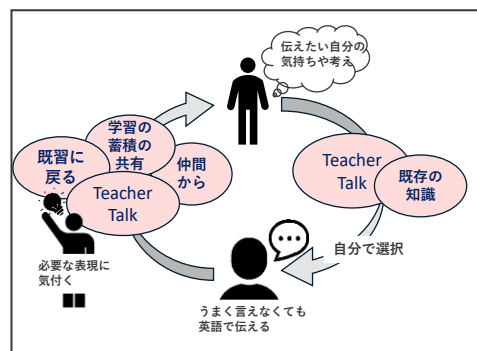 伝えたい自分の
気持ちや考え
学習の
蓄積の
共有
既習に
戻る
仲間
から
Teacher
Talk
Teacher
Talk
既存の
知識
必要な表現に
気付く
自分で選択
うまく言えなくても
英語で伝える